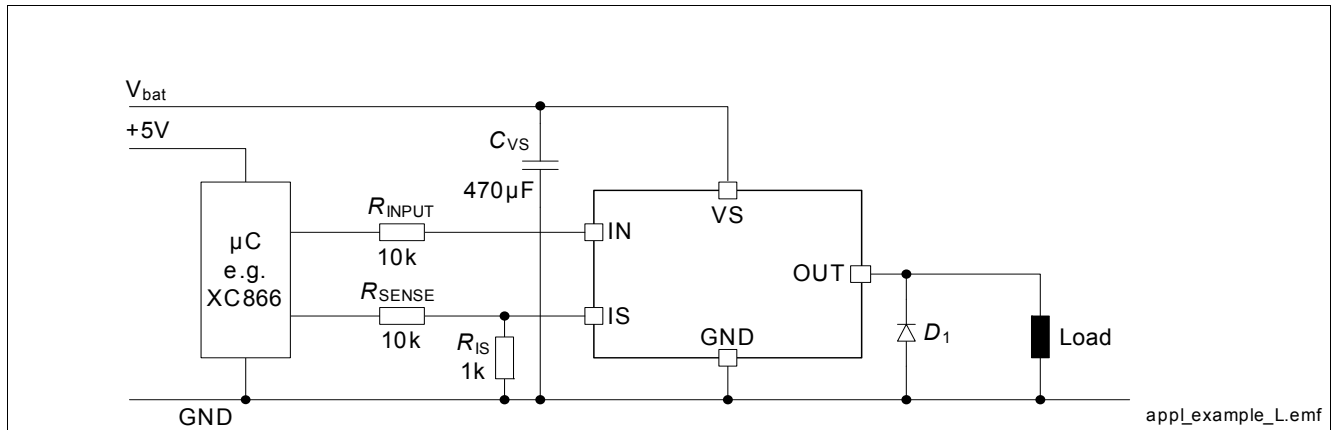 Vbat
+5V
CVS
470µF
RINPUT
10k
µC
e.g.
XC866
RSENSE
10k
RIS
1k
IN
IS
VS
OUT
GND
D1
Load
GND
appl_example_L.emf